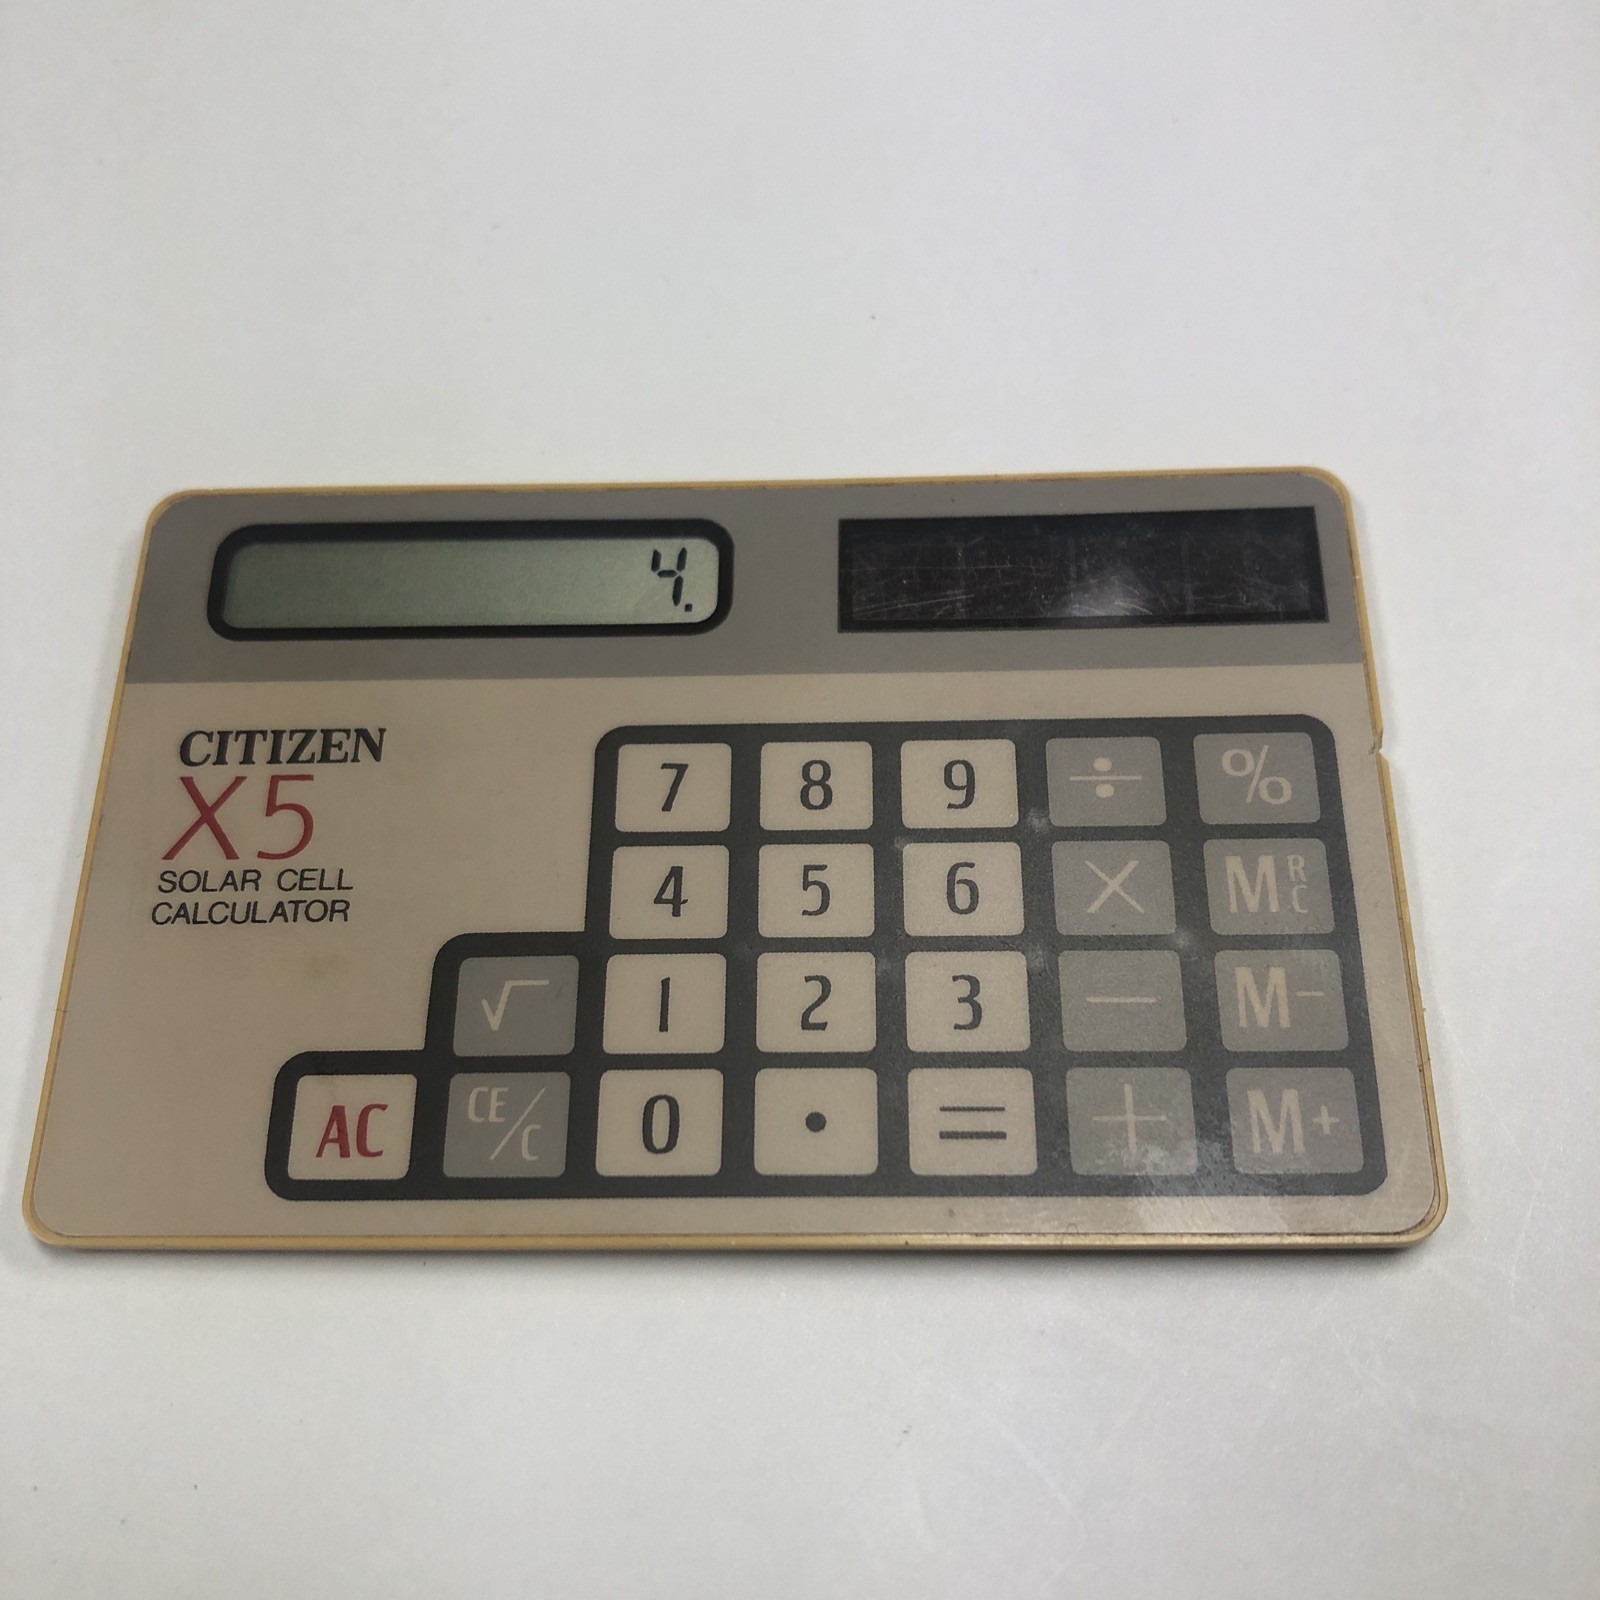 4.
CITIZEN
X5
SOLAR CELL
CALCULATOR
7 8 9 ÷ %
4 5 6 × MRC
√ 1 2 3 − M−
AC CE/C 0 • = + M+